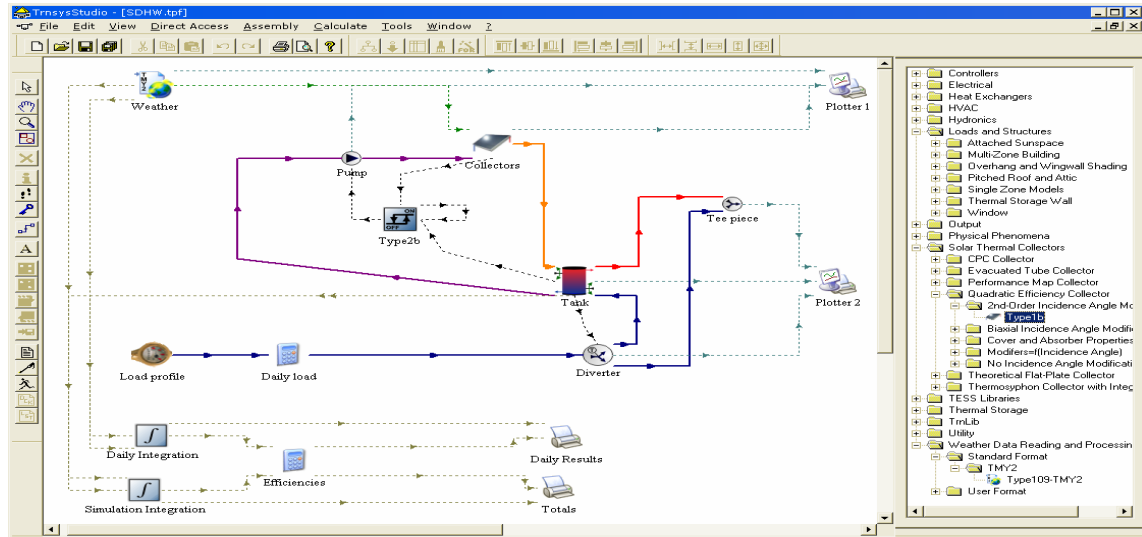 TrnsysStudio - [SDHW.tpf]
File Edit View Direct Access Assembly Calculate Tools Window ?
TMY2
Weather
Plotter 1
Collectors
Pump
ON
OFF
Type2b
Tee piece
Tank
Plotter 2
Load profile
Daily load
Diverter
Daily Integration
Daily Results
Efficiencies
Simulation Integration
Totals
Controllers
Electrical
Heat Exchangers
HVAC
Hydronics
Loads and Structures
Attached Sunspace
Multi-Zone Building
Overhang and Wingwall Shading
Pitched Roof and Attic
Single Zone Models
Thermal Storage Wall
Window
Output
Physical Phenomena
Solar Thermal Collectors
CPC Collector
Evacuated Tube Collector
Performance Map Collector
Quadratic Efficiency Collector
2nd-Order Incidence Angle Mo
Type1b
Biaxial Incidence Angle Modifi
Cover and Absorber Properties
Modifers=f(Incidence Angle)
No Incidence Angle Modificati
Theoretical Flat-Plate Collector
Thermosyphon Collector with Integ
TESS Libraries
Thermal Storage
TrnLib
Utility
Weather Data Reading and Processin
Standard Format
TMY2
Type109-TMY2
User Format